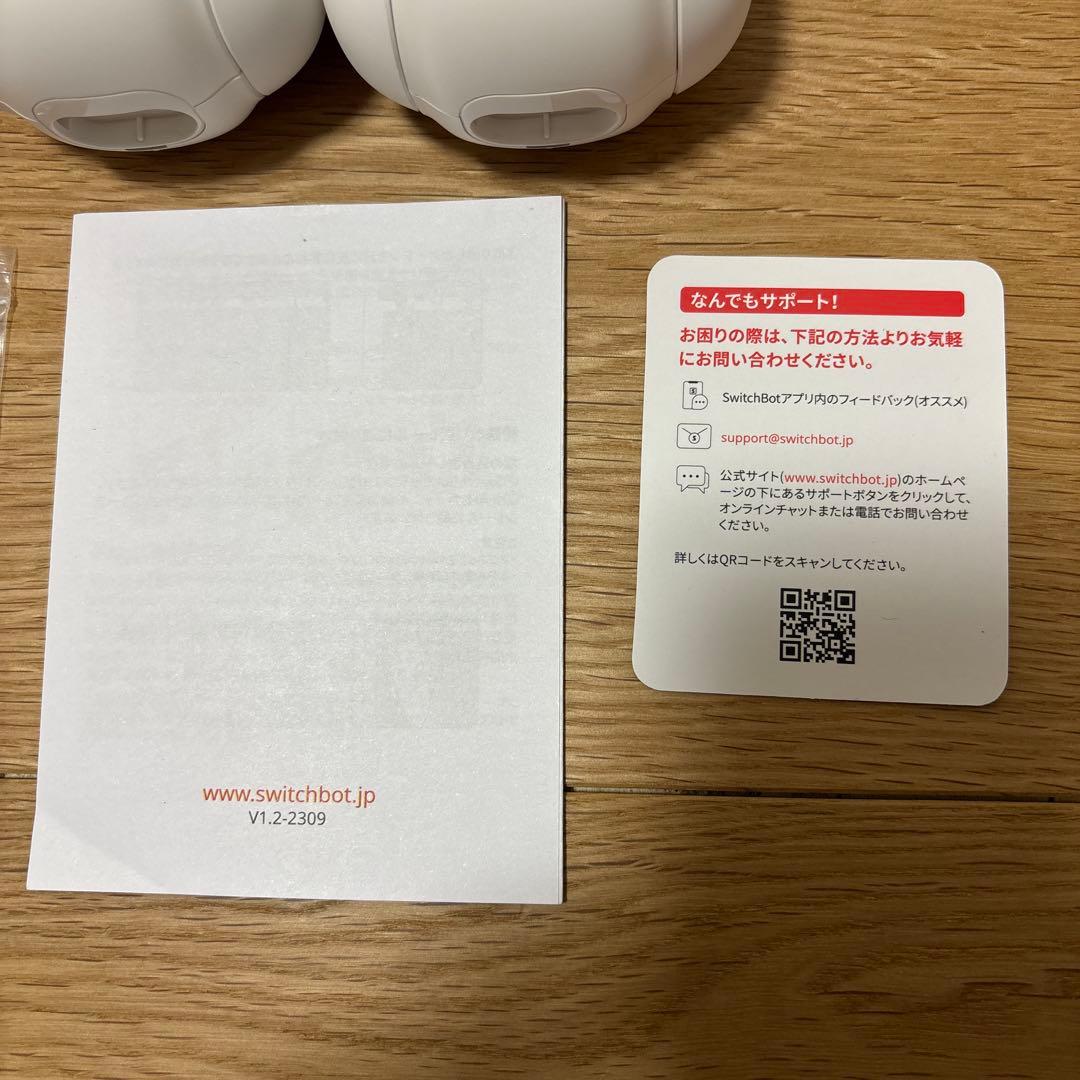 www.switchbot.jp
V1.2-2309
なんでもサポート!
お困りの際は、下記の方法よりお気軽
にお問い合わせください。
SwitchBotアプリ内のフィードバック(オススメ)
support@switchbot.jp
公式サイト(www.switchbot.jp)のホームペ
ージの下にあるサポートボタンをクリックして、
オンラインチャットまたは電話でお問い合わせ
ください。
詳しくはQRコードをスキャンしてください。